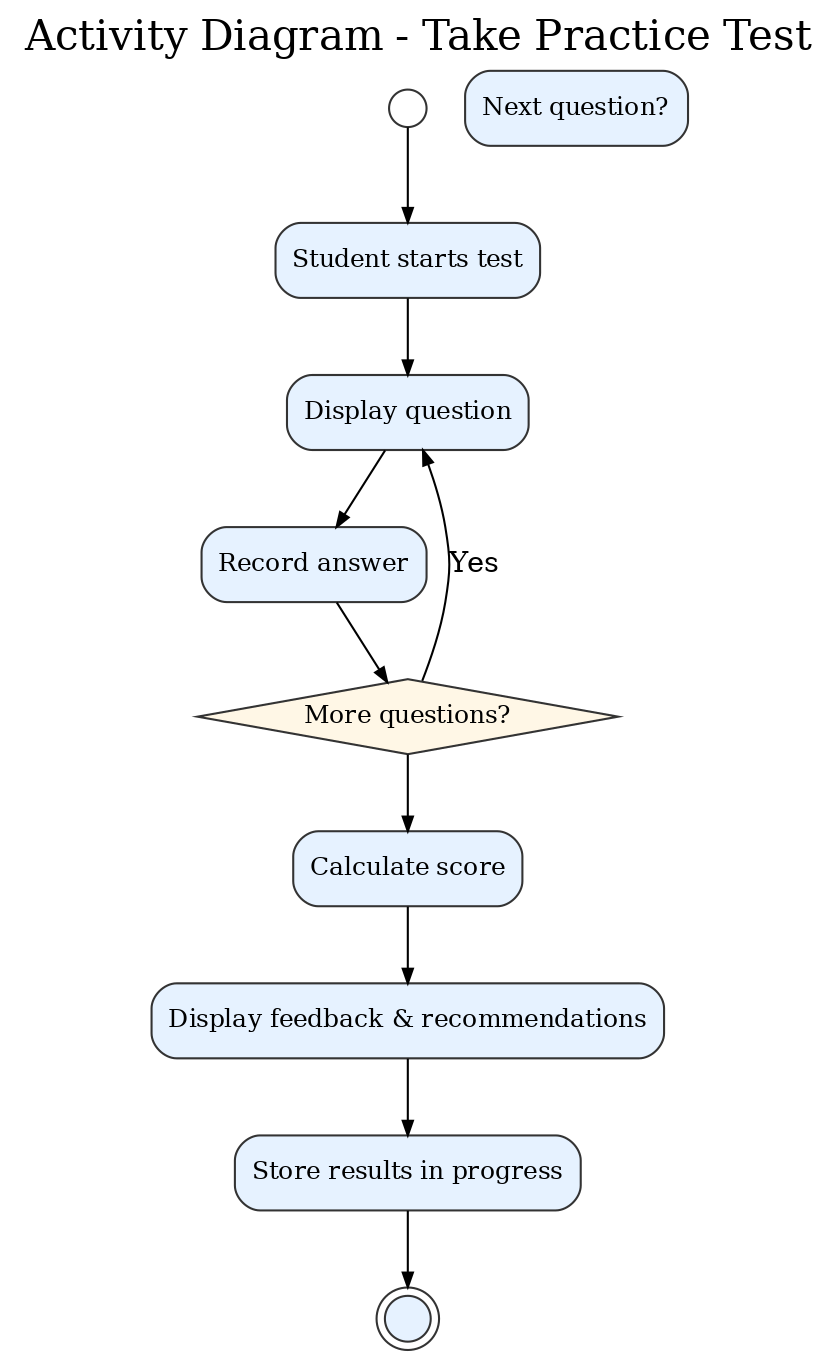 Activity Diagram - Take Practice Test
Next question?
Student starts test
Display question
Record answer
Yes
More questions?
Calculate score
Display feedback & recommendations
Store results in progress